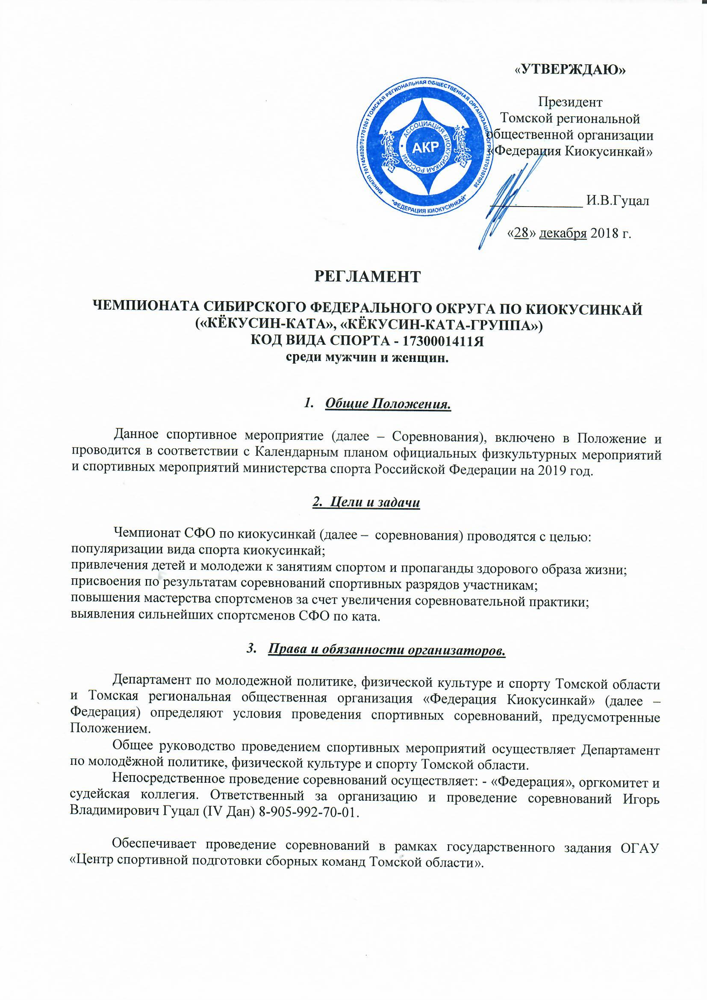 «УТВЕРЖДАЮ»
Президент
Томской региональной
общественной организации
«Федерация Киокусинкай»
ИНН/КПП 7017454020/701701001 ТОМСКАЯ РЕГИОНАЛЬНАЯ ОБЩЕСТВЕННАЯ ОРГАНИЗАЦИЯ ОГРН 1187031070038
"ФЕДЕРАЦИЯ КИОКУСИНКАЙ"
АССОЦИАЦИЯ КИОКУСИНКАЙ РОССИИ
АКР
_____________ И.В.Гуцал
«28» декабря 2018 г.
РЕГЛАМЕНТ
ЧЕМПИОНАТА СИБИРСКОГО ФЕДЕРАЛЬНОГО ОКРУГА ПО КИОКУСИНКАЙ
(«КЁКУСИН-КАТА», «КЁКУСИН-КАТА-ГРУППА»)
КОД ВИДА СПОРТА - 1730001411Я
среди мужчин и женщин.
1. Общие Положения.
Данное спортивное мероприятие (далее – Соревнования), включено в Положение и
проводится в соответствии с Календарным планом официальных физкультурных мероприятий
и спортивных мероприятий министерства спорта Российской Федерации на 2019 год.
2. Цели и задачи
Чемпионат СФО по киокусинкай (далее – соревнования) проводятся с целью:
популяризации вида спорта киокусинкай;
привлечения детей и молодежи к занятиям спортом и пропаганды здорового образа жизни;
присвоения по результатам соревнований спортивных разрядов участникам;
повышения мастерства спортсменов за счет увеличения соревновательной практики;
выявления сильнейших спортсменов СФО по ката.
3. Права и обязанности организаторов.
Департамент по молодежной политике, физической культуре и спорту Томской области
и Томская региональная общественная организация «Федерация Киокусинкай» (далее –
Федерация) определяют условия проведения спортивных соревнований, предусмотренные
Положением.
Общее руководство проведением спортивных мероприятий осуществляет Департамент
по молодёжной политике, физической культуре и спорту Томской области.
Непосредственное проведение соревнований осуществляет: - «Федерация», оргкомитет и
судейская коллегия. Ответственный за организацию и проведение соревнований Игорь
Владимирович Гуцал (IV Дан) 8-905-992-70-01.
Обеспечивает проведение соревнований в рамках государственного задания ОГАУ
«Центр спортивной подготовки сборных команд Томской области».